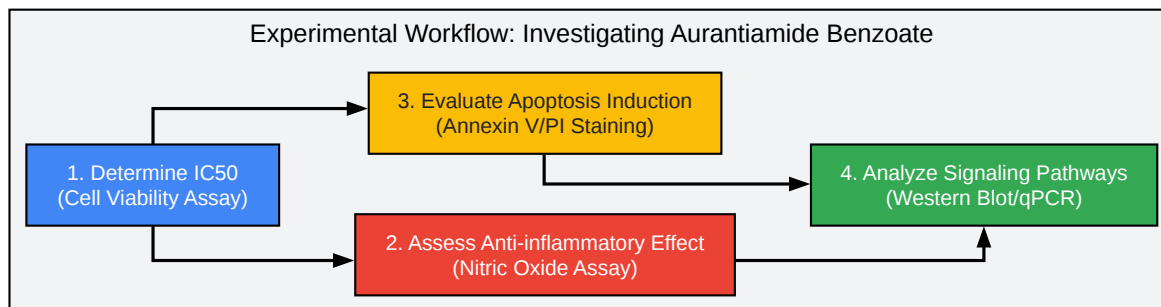 Experimental Workflow: Investigating Aurantiamide Benzoate
3. Evaluate Apoptosis Induction
(Annexin V/PI Staining)
1. Determine IC50
(Cell Viability Assay)
4. Analyze Signaling Pathways
(Western Blot/qPCR)
2. Assess Anti-inflammatory Effect
(Nitric Oxide Assay)